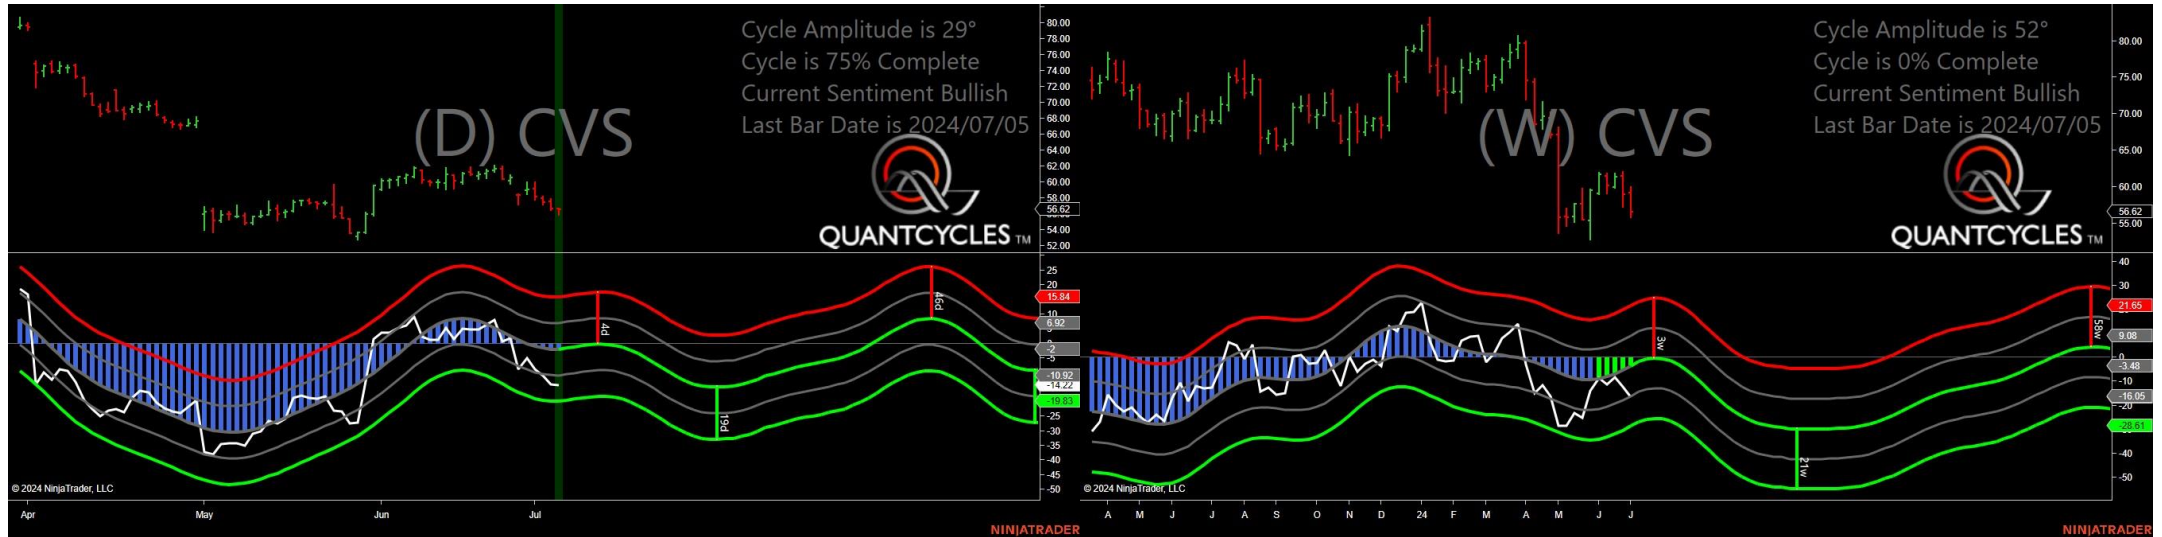 Cycle Amplitude is 29°
Cycle is 75% Complete
Current Sentiment Bullish
Last Bar Date is 2024/07/05
(D) CVS
QUANTCYCLES TM
80.00
78.00
76.00
74.00
72.00
70.00
68.00
66.00
64.00
62.00
60.00
56.62
54.00
52.00
25
20
15.84
10
6.92
-2
-5
-10.92
-14.22
-19.83
-25
-30
-35
-40
-45
-50
4d
19d
46d
© 2024 NinjaTrader, LLC
Apr
May
Jun
Jul
NINJATRADER
Cycle Amplitude is 52°
Cycle is 0% Complete
Current Sentiment Bullish
Last Bar Date is 2024/07/05
(W) CVS
QUANTCYCLES TM
80.00
75.00
70.00
65.00
60.00
56.62
55.00
40
30
21.65
9.08
0
-3.48
-10
-16.05
-20
-28.61
-40
-50
3w
21w
58w
© 2024 NinjaTrader, LLC
A M J J A S O N D 24 F M A M J J
NINJATRADER